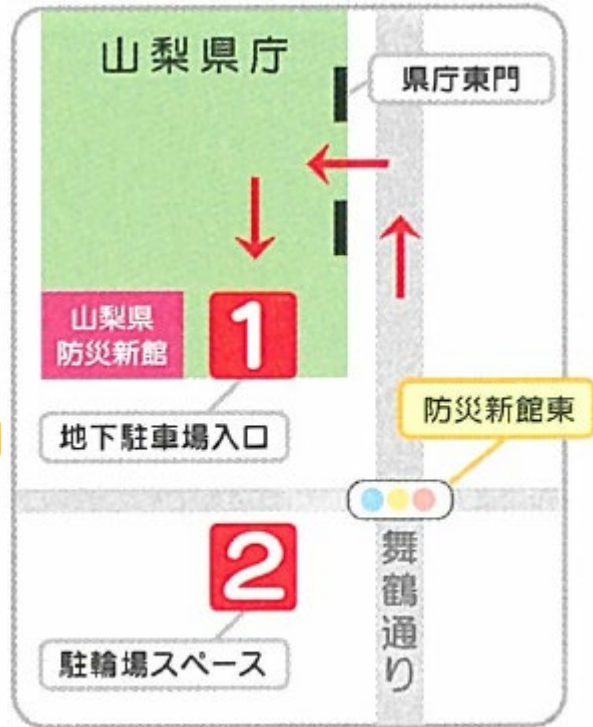 山梨県庁
県庁東門
山梨県
防災新館
1
地下駐車場入口
防災新館東
2
舞鶴通り
駐輪場スペース